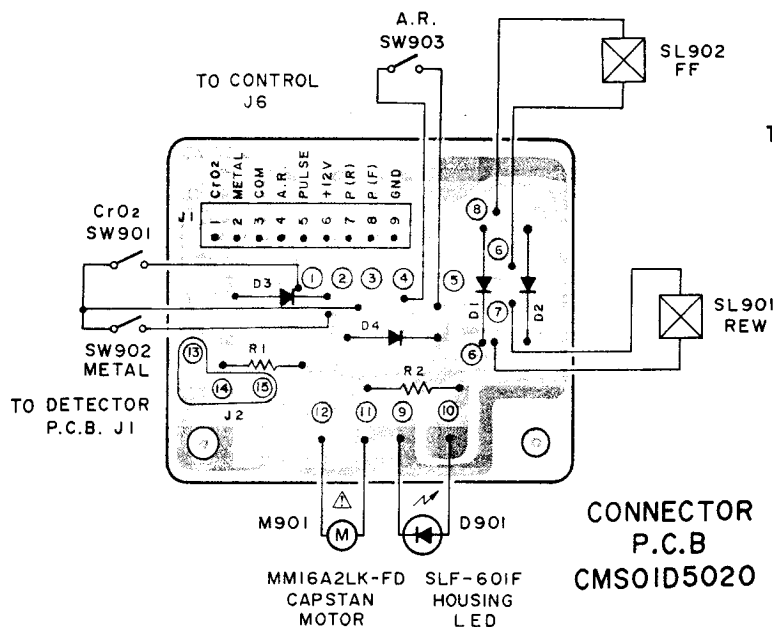 A.R.
SW903
SL902
FF
TO CONTROL
J6
T
CrO2
METAL
COM
A.R.
PULSE
+12V
P(R)
P(F)
GND
J1
1 2 3 4 5 6 7 8 9
CrO2
SW901
8
6
D3
1 2 3 4 5
D1
7
D2
SL901
REW
D4
6
SW902
METAL
13
R1
R2
14 15
J2
TO DETECTOR
P.C.B. J1
12 11 9 10
M901
M
D901
CONNECTOR
P.C.B
CMS01D5020
MM16A2LK-FD
CAPSTAN
MOTOR
SLF-601F
HOUSING
LED